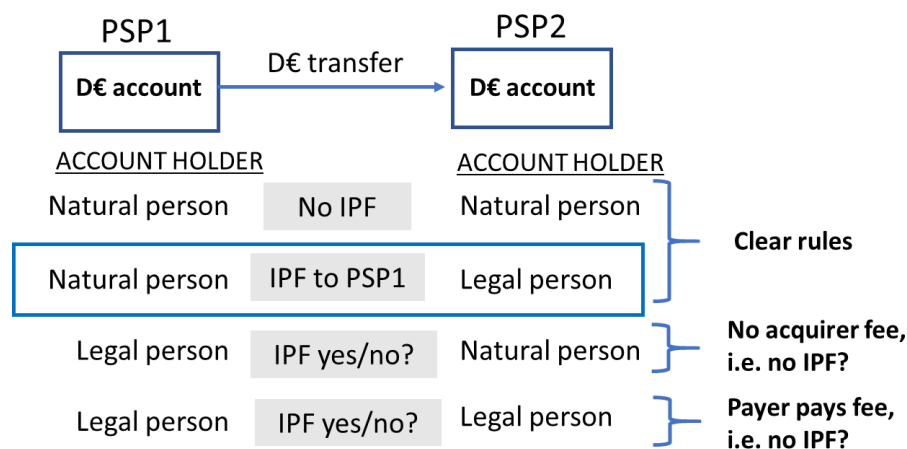 PSP1
PSP2
D€ transfer
D€ account
D€ account
ACCOUNT HOLDER
ACCOUNT HOLDER
Natural person
No IPF
Natural person
Clear rules
Natural person
IPF to PSP1
Legal person
Legal person
IPF yes/no?
Natural person
No acquirer fee,
i.e. no IPF?
Legal person
IPF yes/no?
Legal person
Payer pays fee,
i.e. no IPF?